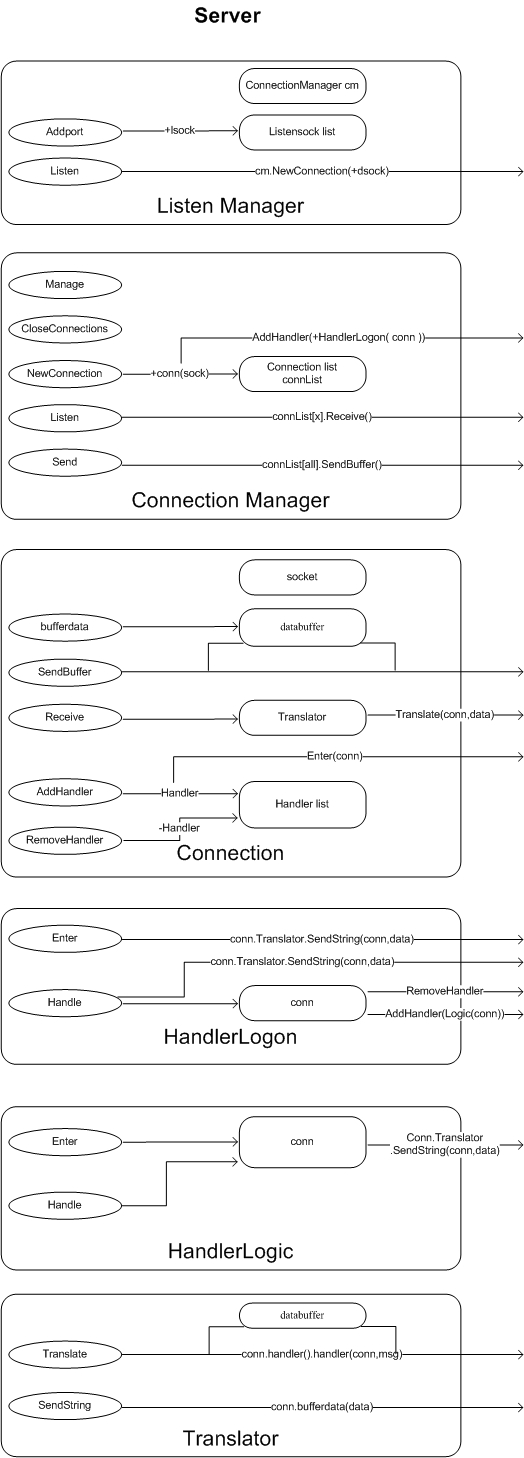 Server
ConnectionManager cm
Addport
+lsock
Listensock list
Listen
cm.NewConnection(+dsock)
Listen Manager
Manage
CloseConnections
AddHandler(+HandlerLogon( conn ))
NewConnection
+conn(sock)
Connection list
connList
Listen
connList[x].Receive()
Send
connList[all].SendBuffer()
Connection Manager
socket
bufferdata
databuffer
SendBuffer
Receive
Translator
Translate(conn,data)
Enter(conn)
AddHandler
Handler
Handler list
-Handler
RemoveHandler
Connection
Enter
conn.Translator.SendString(conn,data)
conn.Translator.SendString(conn,data)
Handle
conn
RemoveHandler
AddHandler(Logic(conn))
HandlerLogon
Enter
conn
Conn.Translator
.SendString(conn,data)
Handle
HandlerLogic
databuffer
Translate
conn.handler().handler(conn,msg)
SendString
conn.bufferdata(data)
Translator